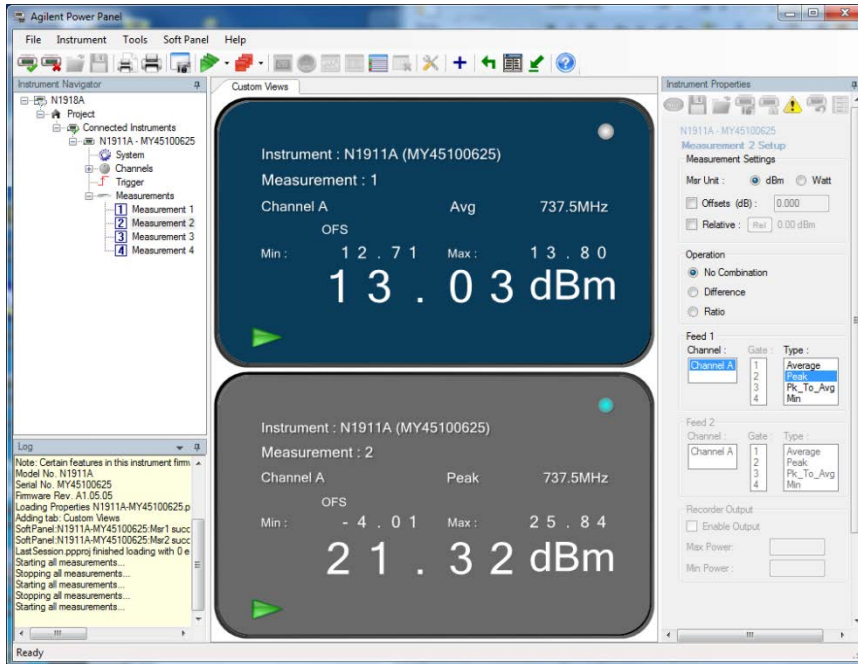 Agilent Power Panel
File Instrument Tools Soft Panel Help
Instrument Navigator
N1918A
Project
Connected Instruments
N1911A - MY45100625
System
Channels
Trigger
Measurements
1 Measurement 1
2 Measurement 2
3 Measurement 3
4 Measurement 4
Log
Note: Certain features in this instrument firm
Model No. N1911A
Serial No. MY45100625
Firmware Rev. A1.05.05
Loading Properties N1911A-MY45100625.p
Adding tab: Custom Views
SoftPanel:N1911A-MY45100625:Msr1 succ
SoftPanel:N1911A-MY45100625:Msr2 succ
LastSession.ppproj finished loading with 0 e
Starting all measurements...
Stopping all measurements...
Starting all measurements...
Stopping all measurements...
Starting all measurements...
Ready
Custom Views
Instrument : N1911A (MY45100625)
Measurement : 1
Channel A Avg 737.5MHz
OFS
Min : 12.71 Max : 13.80
13.03 dBm
Instrument : N1911A (MY45100625)
Measurement : 2
Channel A Peak 737.5MHz
OFS
Min : -4.01 Max : 25.84
21.32 dBm
Instrument Properties
N1911A - MY45100625
Measurement 2 Setup
Measurement Settings
Msr Unit : dBm Watt
Offsets (dB) : 0.000
Relative : Rel 0.00 dBm
Operation
No Combination
Difference
Ratio
Feed 1
Channel : Gate : Type :
Channel A 1 Average
2 Peak
3 Pk_To_Avg
4 Min
Feed 2
Channel : Gate : Type :
Channel A 1 Average
2 Peak
3 Pk_To_Avg
4 Min
Recorder Output
Enable Output
Max Power:
Min Power :